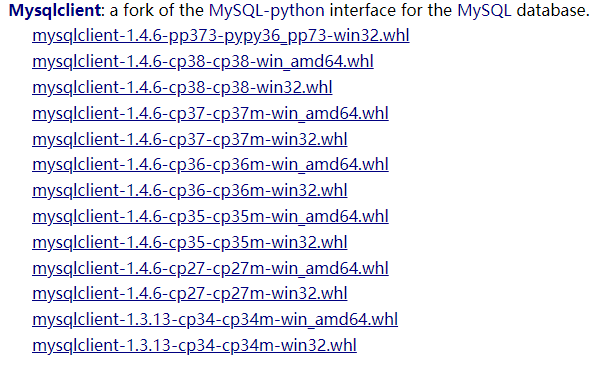 Mysqlclient: a fork of the MySQL-python interface for the MySQL database.
mysqlclient-1.4.6-pp373-pypy36_pp73-win32.whl
mysqlclient-1.4.6-cp38-cp38-win_amd64.whl
mysqlclient-1.4.6-cp38-cp38-win32.whl
mysqlclient-1.4.6-cp37-cp37m-win_amd64.whl
mysqlclient-1.4.6-cp37-cp37m-win32.whl
mysqlclient-1.4.6-cp36-cp36m-win_amd64.whl
mysqlclient-1.4.6-cp36-cp36m-win32.whl
mysqlclient-1.4.6-cp35-cp35m-win_amd64.whl
mysqlclient-1.4.6-cp35-cp35m-win32.whl
mysqlclient-1.4.6-cp27-cp27m-win_amd64.whl
mysqlclient-1.4.6-cp27-cp27m-win32.whl
mysqlclient-1.3.13-cp34-cp34m-win_amd64.whl
mysqlclient-1.3.13-cp34-cp34m-win32.whl